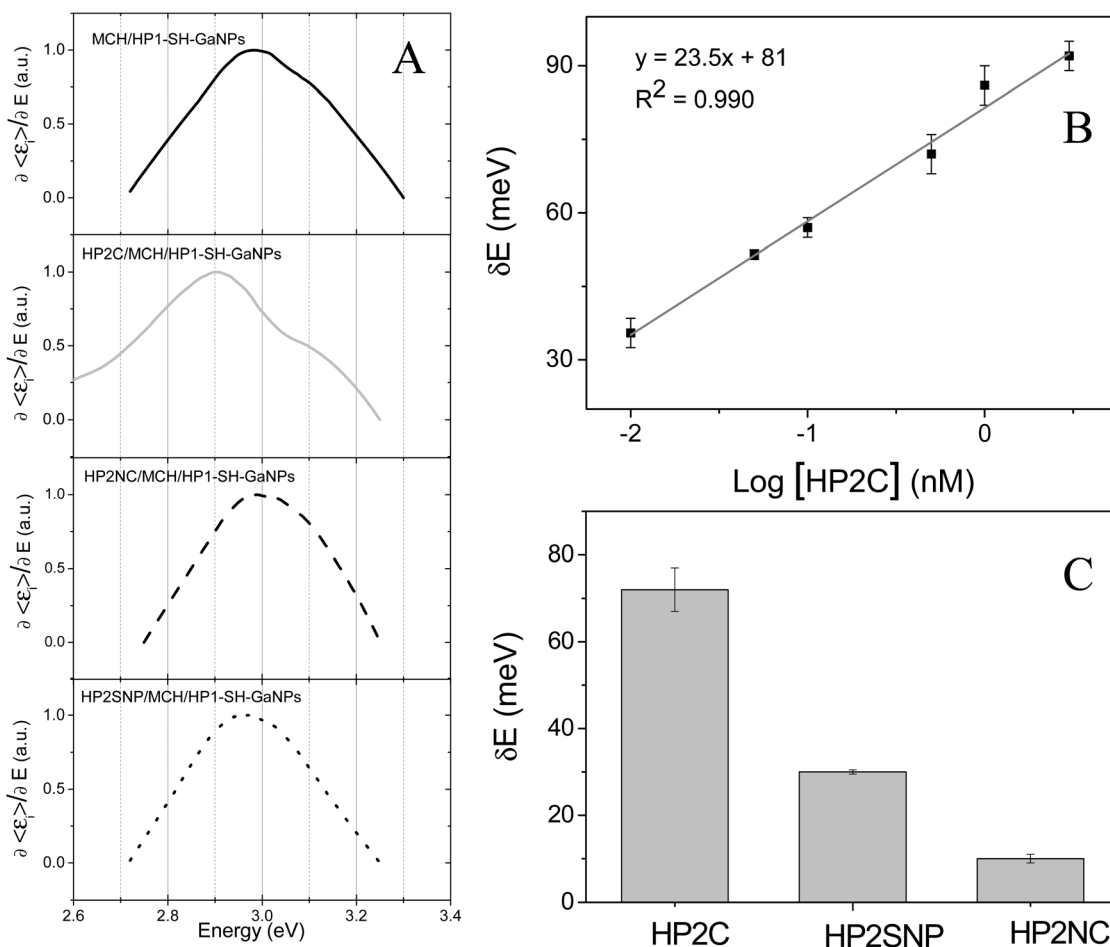 MCH/HP1-SH-GaNPs
A
∂ <ε_i>/∂ E (a.u.)
1.0
0.5
0.0
HP2C/MCH/HP1-SH-GaNPs
∂ <ε_i>/∂ E (a.u.)
1.0
0.5
0.0
HP2NC/MCH/HP1-SH-GaNPs
∂ <ε_i>/∂ E (a.u.)
1.0
0.5
0.0
HP2SNP/MCH/HP1-SH-GaNPs
∂ <ε_i>/∂ E (a.u.)
1.0
0.5
0.0
2.6 2.8 3.0 3.2 3.4
Energy (eV)
y = 23.5x + 81
R² = 0.990
B
δE (meV)
90
60
30
-2 -1 0
Log [HP2C] (nM)
C
δE (meV)
80
60
40
20
0
HP2C HP2SNP HP2NC